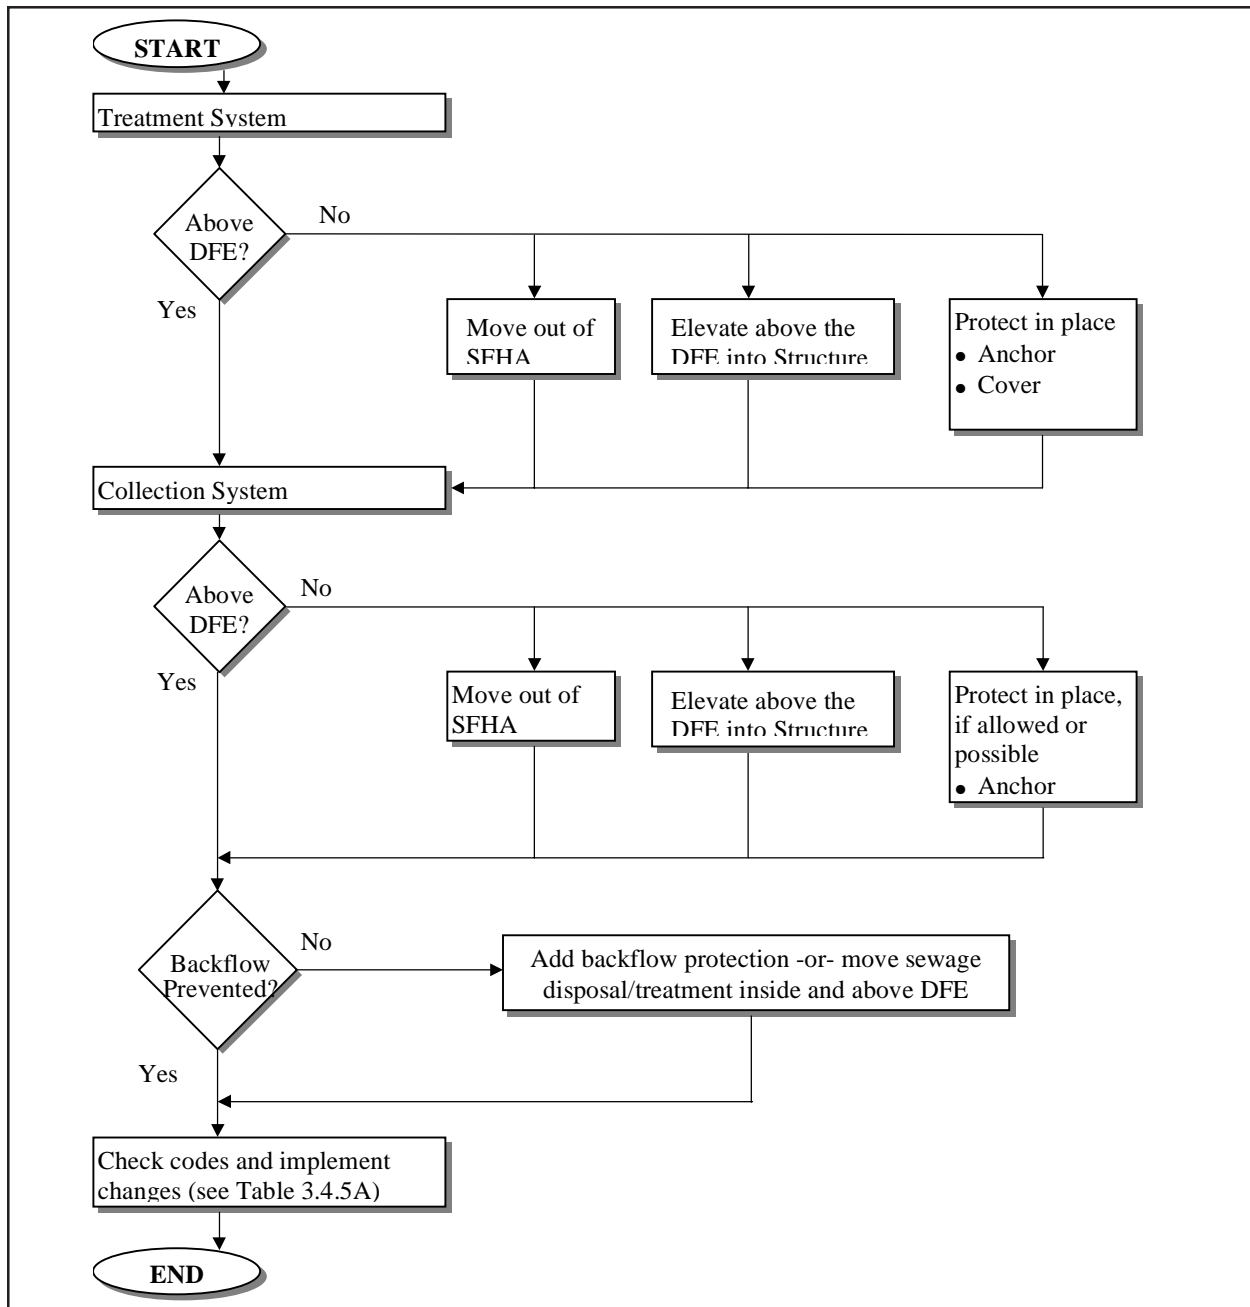 START
Treatment System
Above
DFE?
No
Yes
Move out of
SFHA
Elevate above the
DFE into Structure
Protect in place
● Anchor
● Cover
Collection System
Above
DFE?
No
Yes
Move out of
SFHA
Elevate above the
DFE into Structure
Protect in place,
if allowed or
possible
● Anchor
Backflow
Prevented?
No
Add backflow protection -or- move sewage
disposal/treatment inside and above DFE
Yes
Check codes and implement
changes (see Table 3.4.5A)
END